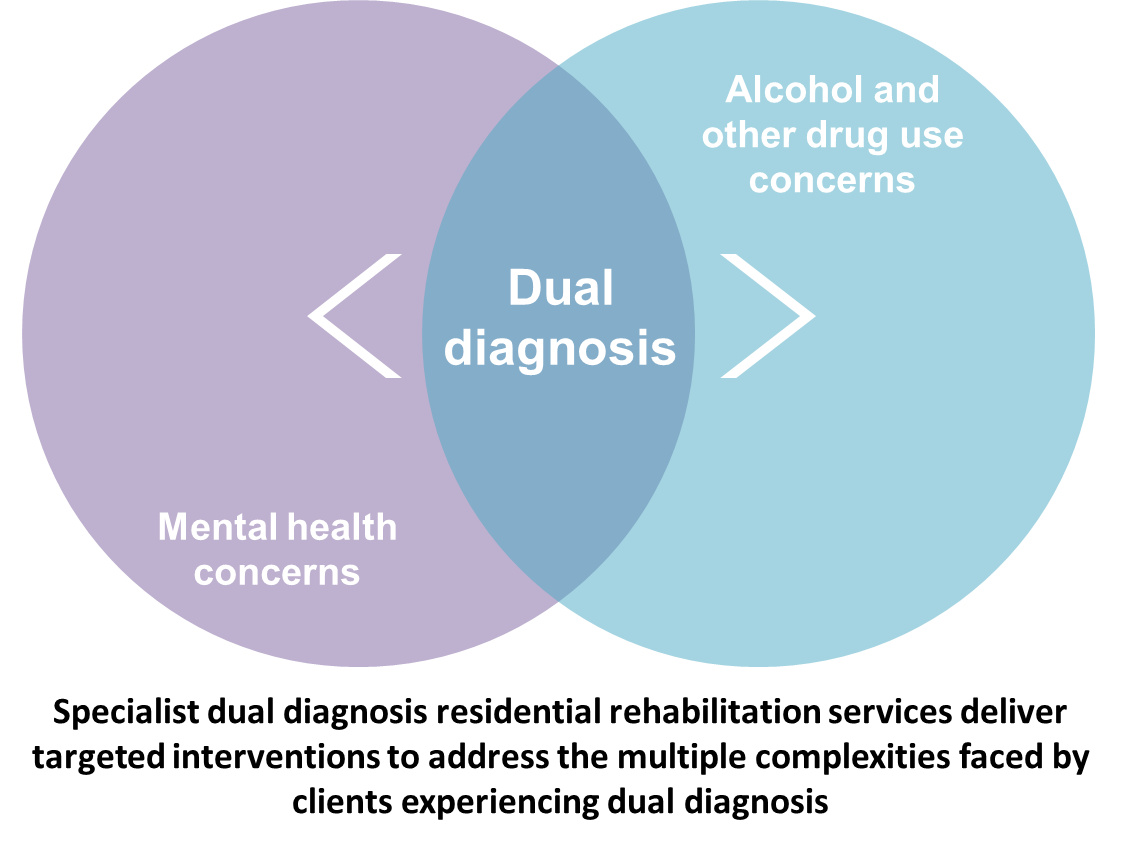 Alcohol and
other drug use
concerns
Dual
diagnosis
Mental health
concerns
Specialist dual diagnosis residential rehabilitation services deliver
targeted interventions to address the multiple complexities faced by
clients experiencing dual diagnosis